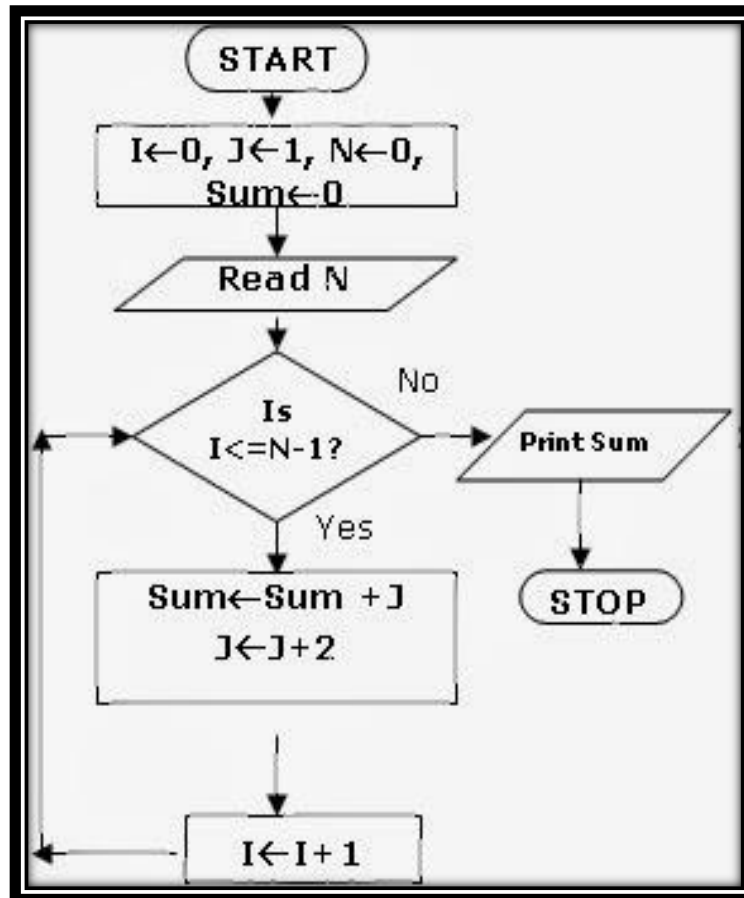 START
I←0, J←1, N←0,
Sum←0
Read N
Is
I<=N-1?
No
Print Sum
Yes
Sum←Sum +J
J←J+2
STOP
I←I+1